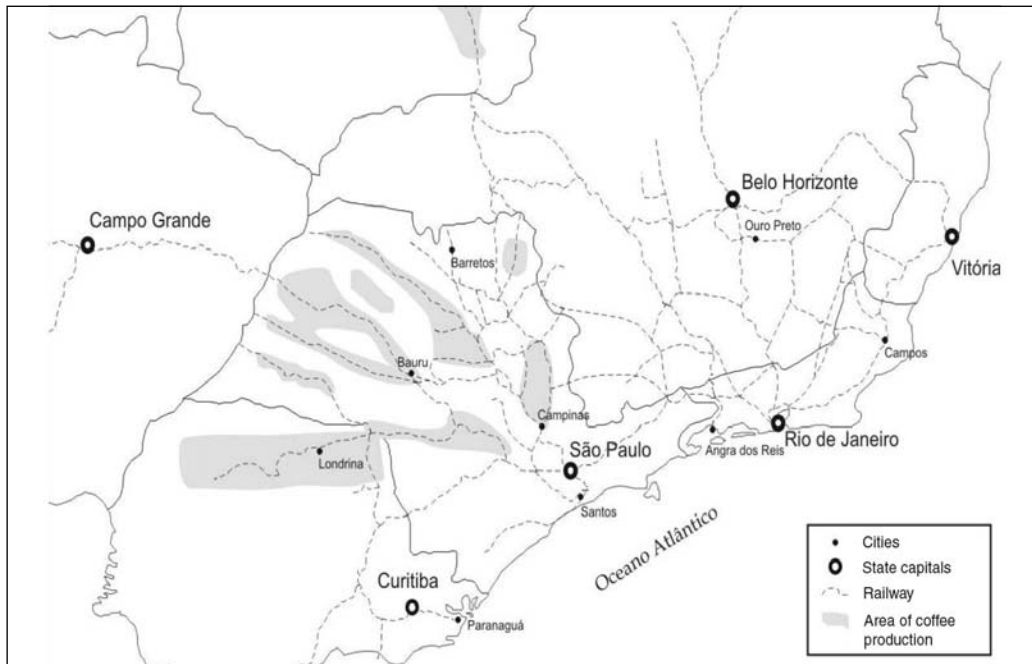 Belo Horizonte
Ouro Preto
Campo Grande
Barretos
Vitória
Campos
Bauru
Campinas
Rio de Janeiro
Angra dos Reis
São Paulo
Londrina
Santos
Oceano Atlântico
Curitiba
Paranaguá
Cities
State capitals
Railway
Area of coffee
production